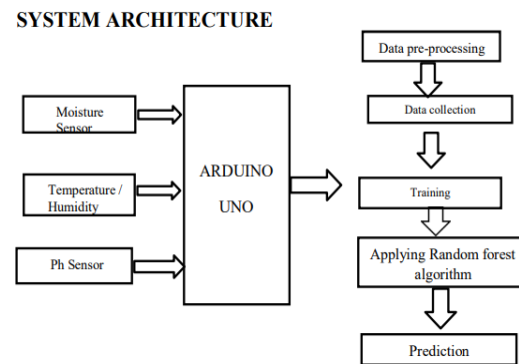 SYSTEM ARCHITECTURE
Moisture
Sensor
Temperature /
Humidity
Ph Sensor
ARDUINO
UNO
Data pre-processing
Data collection
Training
Applying Random forest
algorithm
Prediction